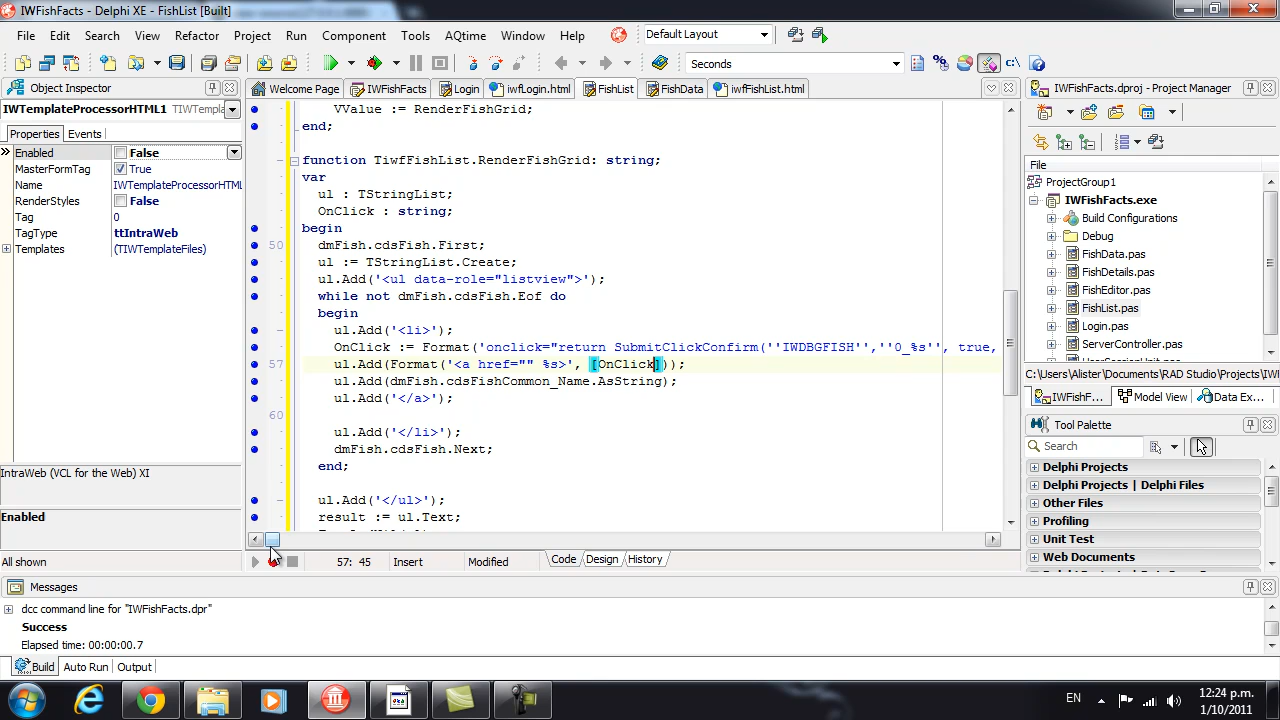 IWFishFacts - Delphi XE - FishList [Built]
File Edit Search View Refactor Project Run Component Tools AQtime Window Help Default Layout
Seconds
Object Inspector
IWTemplateProcessorHTML1 TIWTempla
Properties Events
Enabled False
MasterFormTag True
Name IWTemplateProcessorHTML
RenderStyles False
Tag 0
TagType ttIntraWeb
Templates (TIWTemplateFiles)
IntraWeb (VCL for the Web) XI
Enabled
All shown
Welcome Page IWFishFacts Login iwfLogin.html FishList FishData iwfFishList.html
VValue := RenderFishGrid;
end;
function TiwfFishList.RenderFishGrid: string;
var
ul : TStringList;
OnClick : string;
begin
50 dmFish.cdsFish.First;
ul := TStringList.Create;
ul.Add('<ul data-role="listview">');
while not dmFish.cdsFish.Eof do
begin
ul.Add('<li>');
OnClick := Format('onclick="return SubmitClickConfirm(''IWDBGFISH'',''0_%s'', true,
57 ul.Add(Format('<a href="" %s>', [OnClick]));
ul.Add(dmFish.cdsFishCommon_Name.AsString);
ul.Add('</a>');
60
ul.Add('</li>');
dmFish.cdsFish.Next;
end;
ul.Add('</ul>');
result := ul.Text;
57: 45 Insert Modified Code Design History
IWFishFacts.dproj - Project Manager
File
ProjectGroup1
IWFishFacts.exe
Build Configurations
Debug
FishData.pas
FishDetails.pas
FishEditor.pas
FishList.pas
Login.pas
ServerController.pas
C:\Users\Alister\Documents\RAD Studio\Projects\IWI
IWFishF... Model View Data Ex...
Tool Palette
Search
Delphi Projects
Delphi Projects | Delphi Files
Other Files
Profiling
Unit Test
Web Documents
Messages
dcc command line for "IWFishFacts.dpr"
Success
Elapsed time: 00:00:00.7
Build Auto Run Output
EN
12:24 p.m.
1/10/2011